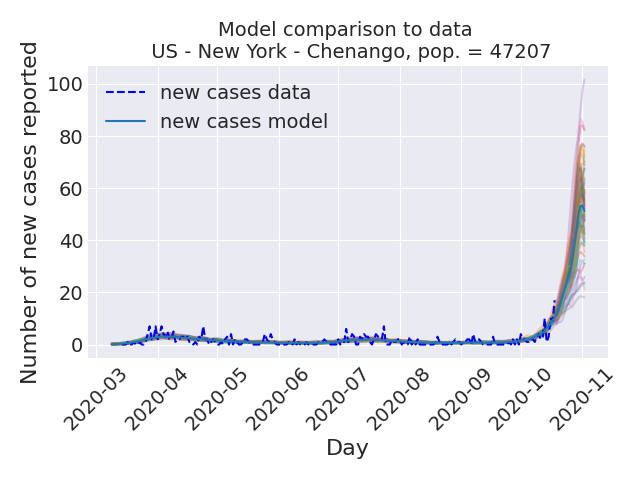 Model comparison to data
US - New York - Chenango, pop. = 47207
Number of new cases reported
100
80
60
40
20
0
new cases data
new cases model
2020-03
2020-04
2020-05
2020-06
2020-07
2020-08
2020-09
2020-10
2020-11
Day